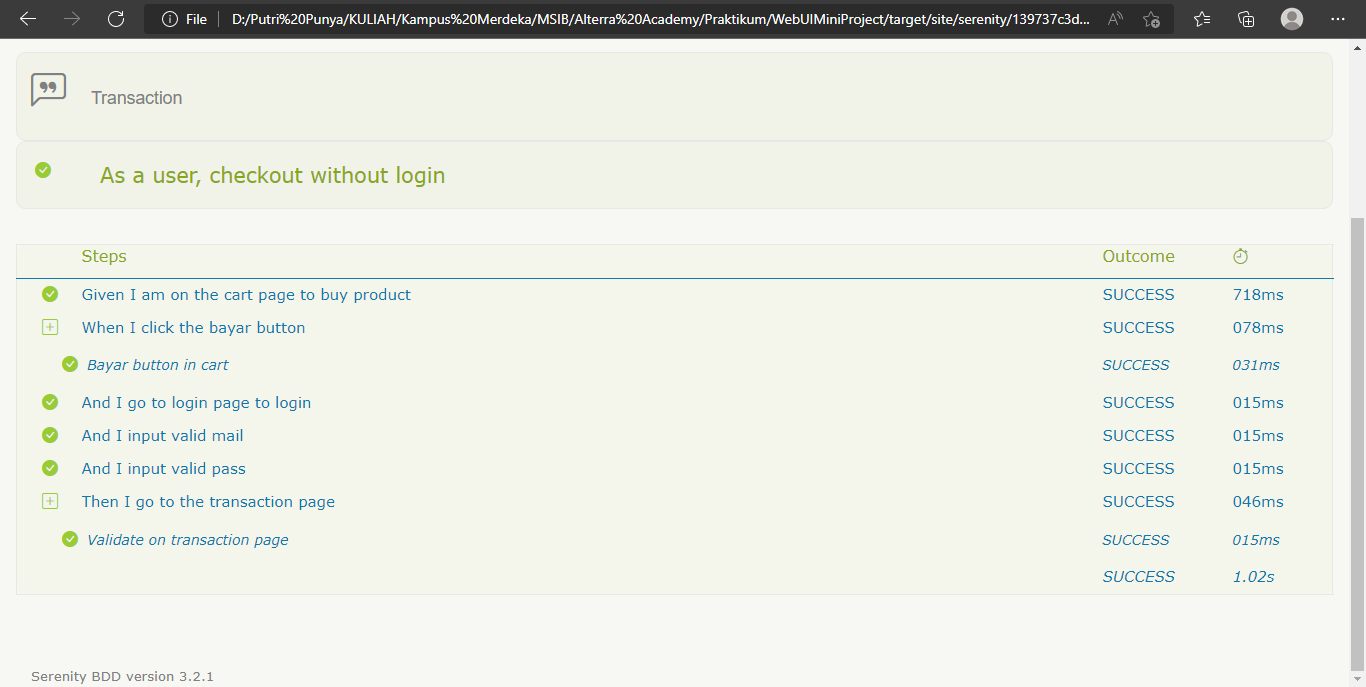 File D:/Putri%20Punya/KULIAH/Kampus%20Merdeka/MSIB/Alterra%20Academy/Praktikum/WebUIMiniProject/target/site/serenity/139737c3d...
Transaction
As a user, checkout without login
Steps Outcome
Given I am on the cart page to buy product SUCCESS 718ms
When I click the bayar button SUCCESS 078ms
Bayar button in cart SUCCESS 031ms
And I go to login page to login SUCCESS 015ms
And I input valid mail SUCCESS 015ms
And I input valid pass SUCCESS 015ms
Then I go to the transaction page SUCCESS 046ms
Validate on transaction page SUCCESS 015ms
SUCCESS 1.02s
Serenity BDD version 3.2.1